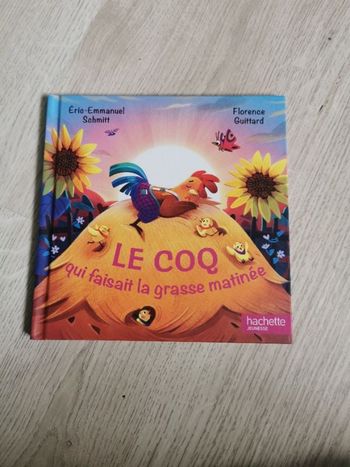 Éric-Emmanuel
Schmitt
Florence
Guittard
LE COQ
qui faisait la grasse matinée
hachette
JEUNESSE